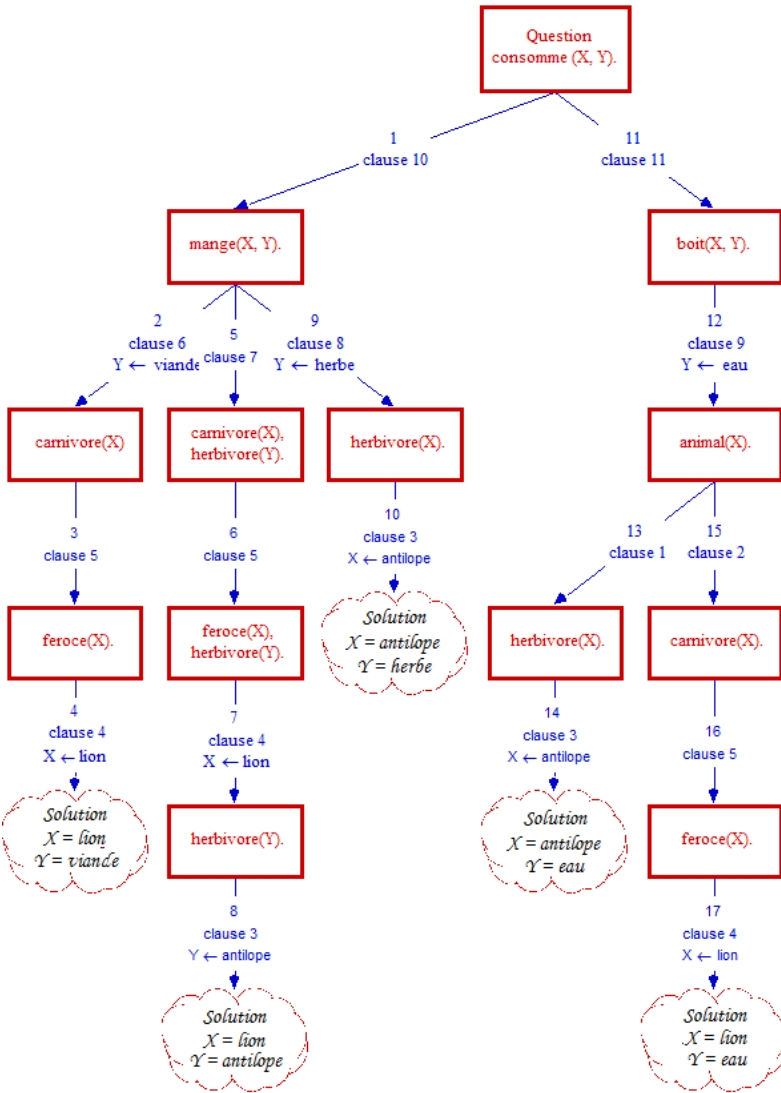 Question
consomme (X, Y).
1
clause 10
11
clause 11
mange(X, Y).
boit(X, Y).
2
clause 6
Y ← viande
5
clause 7
9
clause 8
Y ← herbe
12
clause 9
Y ← eau
carnivore(X)
carnivore(X),
herbivore(Y).
herbivore(X).
animal(X).
3
clause 5
6
clause 5
10
clause 3
X ← antilope
13
clause 1
15
clause 2
feroce(X).
feroce(X),
herbivore(Y).
Solution
X = antilope
Y = herbe
herbivore(X).
carnivore(X).
4
clause 4
X ← lion
7
clause 4
X ← lion
14
clause 3
X ← antilope
16
clause 5
Solution
X = lion
Y = viande
herbivore(Y).
Solution
X = antilope
Y = eau
feroce(X).
8
clause 3
Y ← antilope
17
clause 4
X ← lion
Solution
X = lion
Y = antilope
Solution
X = lion
Y = eau